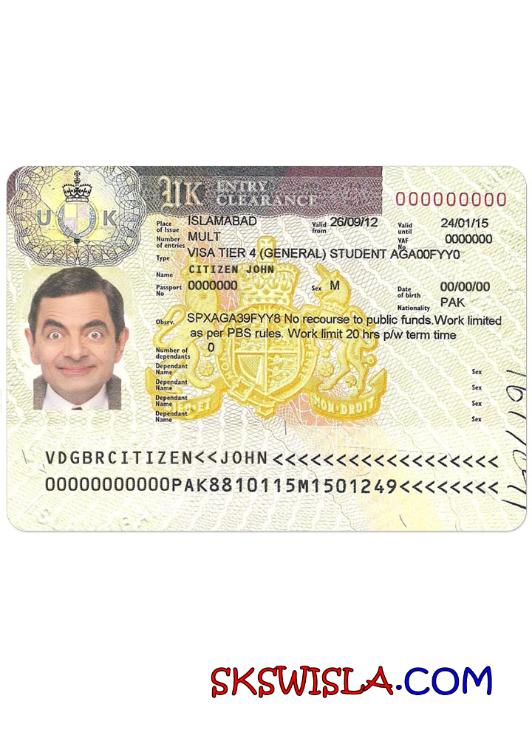 U K
UK ENTRY CLEARANCE
000000000
Place of Issue ISLAMABAD Valid from 26/09/12 Valid until 24/01/15
Number of entries MULT VAF No 0000000
Type VISA TIER 4 (GENERAL) STUDENT AGA00FYY0
Name CITIZEN JOHN
Passport No 0000000 Sex M Date of birth 00/00/00
Nationality PAK
Observ. SPXAGA39FYY8 No recourse to public funds.Work limited
as per PBS rules. Work limit 20 hrs p/w term time
Number of dependants 0
Dependant Name Sex
Dependant Name Sex
Dependant Name Sex
Dependant Name Sex
MON DROIT
VDGBRCITIZEN<<JOHN<<<<<<<<<<<<<<<<<<
00000000000PAK8810115M1501249<<<<<<<
SKSWISLA.COM